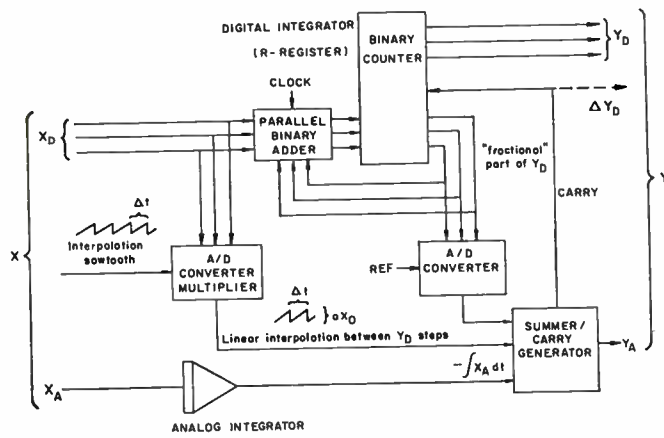 DIGITAL INTEGRATOR
(R-REGISTER)
BINARY
COUNTER
Y_D
CLOCK
ΔY_D
X_D
PARALLEL
BINARY
ADDER
"fractional"
part of Y_D
Y
CARRY
Δt
Interpolation
sawtooth
X
A/D
CONVERTER
MULTIPLIER
REF
A/D
CONVERTER
Δt
aX_D
Linear interpolation between Y_D steps
SUMMER/
CARRY
GENERATOR
Y_A
X_A
-∫X_A dt
ANALOG INTEGRATOR